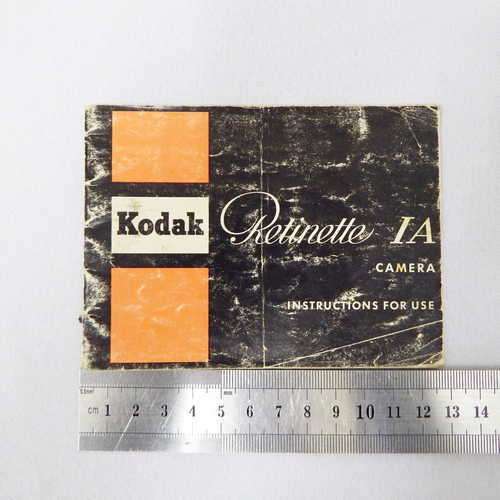 Kodak
Retinette IA
CAMERA
INSTRUCTIONS FOR USE
mm
cm 1 2 3 4 5 6 7 8 9 10 11 12 13 14